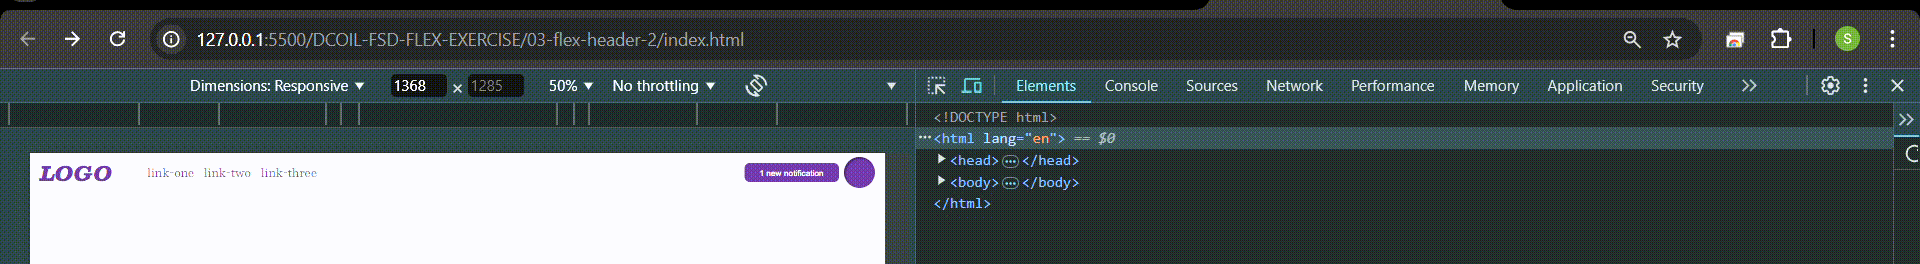 127.0.0.1:5500/DCOIL-FSD-FLEX-EXERCISE/03-flex-header-2/index.html
S
Dimensions: Responsive 1368 × 1285 50% No throttling
Elements Console Sources Network Performance Memory Application Security
<!DOCTYPE html>
<html lang="en"> == $0
<head></head>
<body></body>
</html>
LOGO link-one link-two link-three 1 new notification